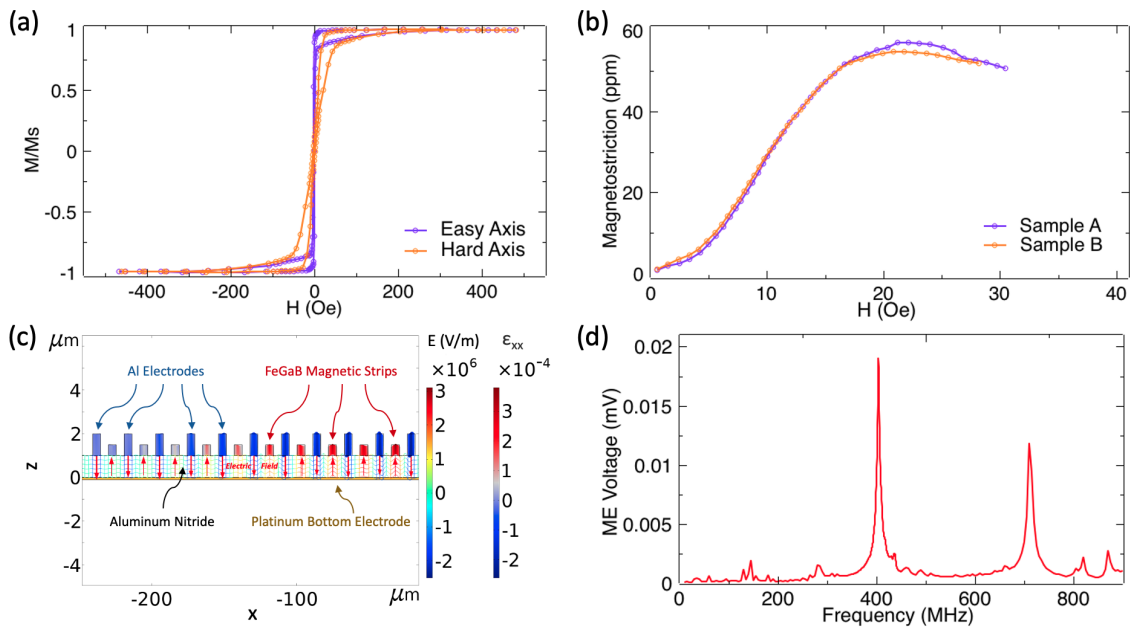 (a)
1
0.5
0
-0.5
-1
M/Ms
-400
-200
0
200
400
H (Oe)
Easy Axis
Hard Axis
(b)
60
40
20
0
Magnetostriction (ppm)
0
10
20
30
40
H (Oe)
Sample A
Sample B
(c)
μm
4
2
0
-2
-4
z
Al Electrodes
FeGaB Magnetic Strips
Electric Field
Aluminum Nitride
Platinum Bottom Electrode
-200
-100
μm
x
E (V/m)
×10⁶
3
2
1
0
-1
-2
εxx
×10⁻⁴
3
2
1
0
-1
-2
(d)
0.02
0.015
0.01
0.005
0
ME Voltage (mV)
0
200
400
600
800
Frequency (MHz)